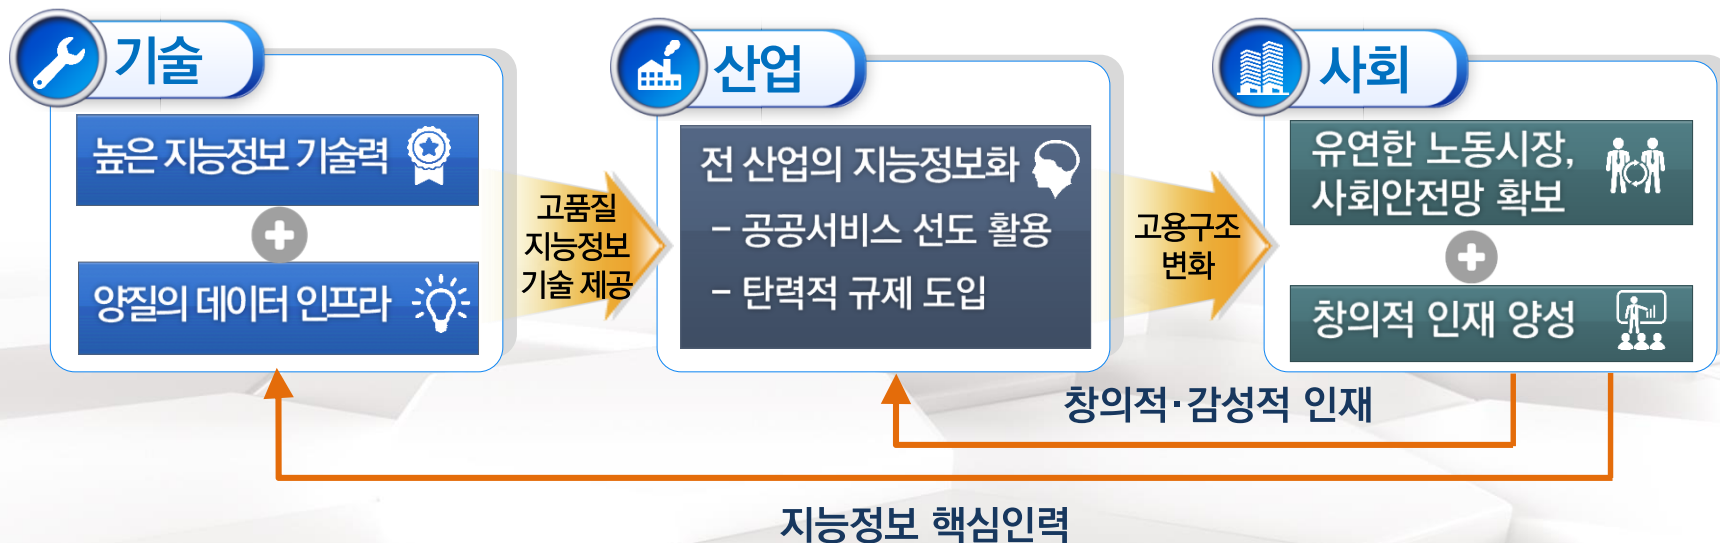 기술
높은 지능정보 기술력
양질의 데이터 인프라
고품질
지능정보
기술 제공
산업
전 산업의 지능정보화
- 공공서비스 선도 활용
- 탄력적 규제 도입
고용구조
변화
사회
유연한 노동시장,
사회안전망 확보
창의적 인재 양성
창의적·감성적 인재
지능정보 핵심인력